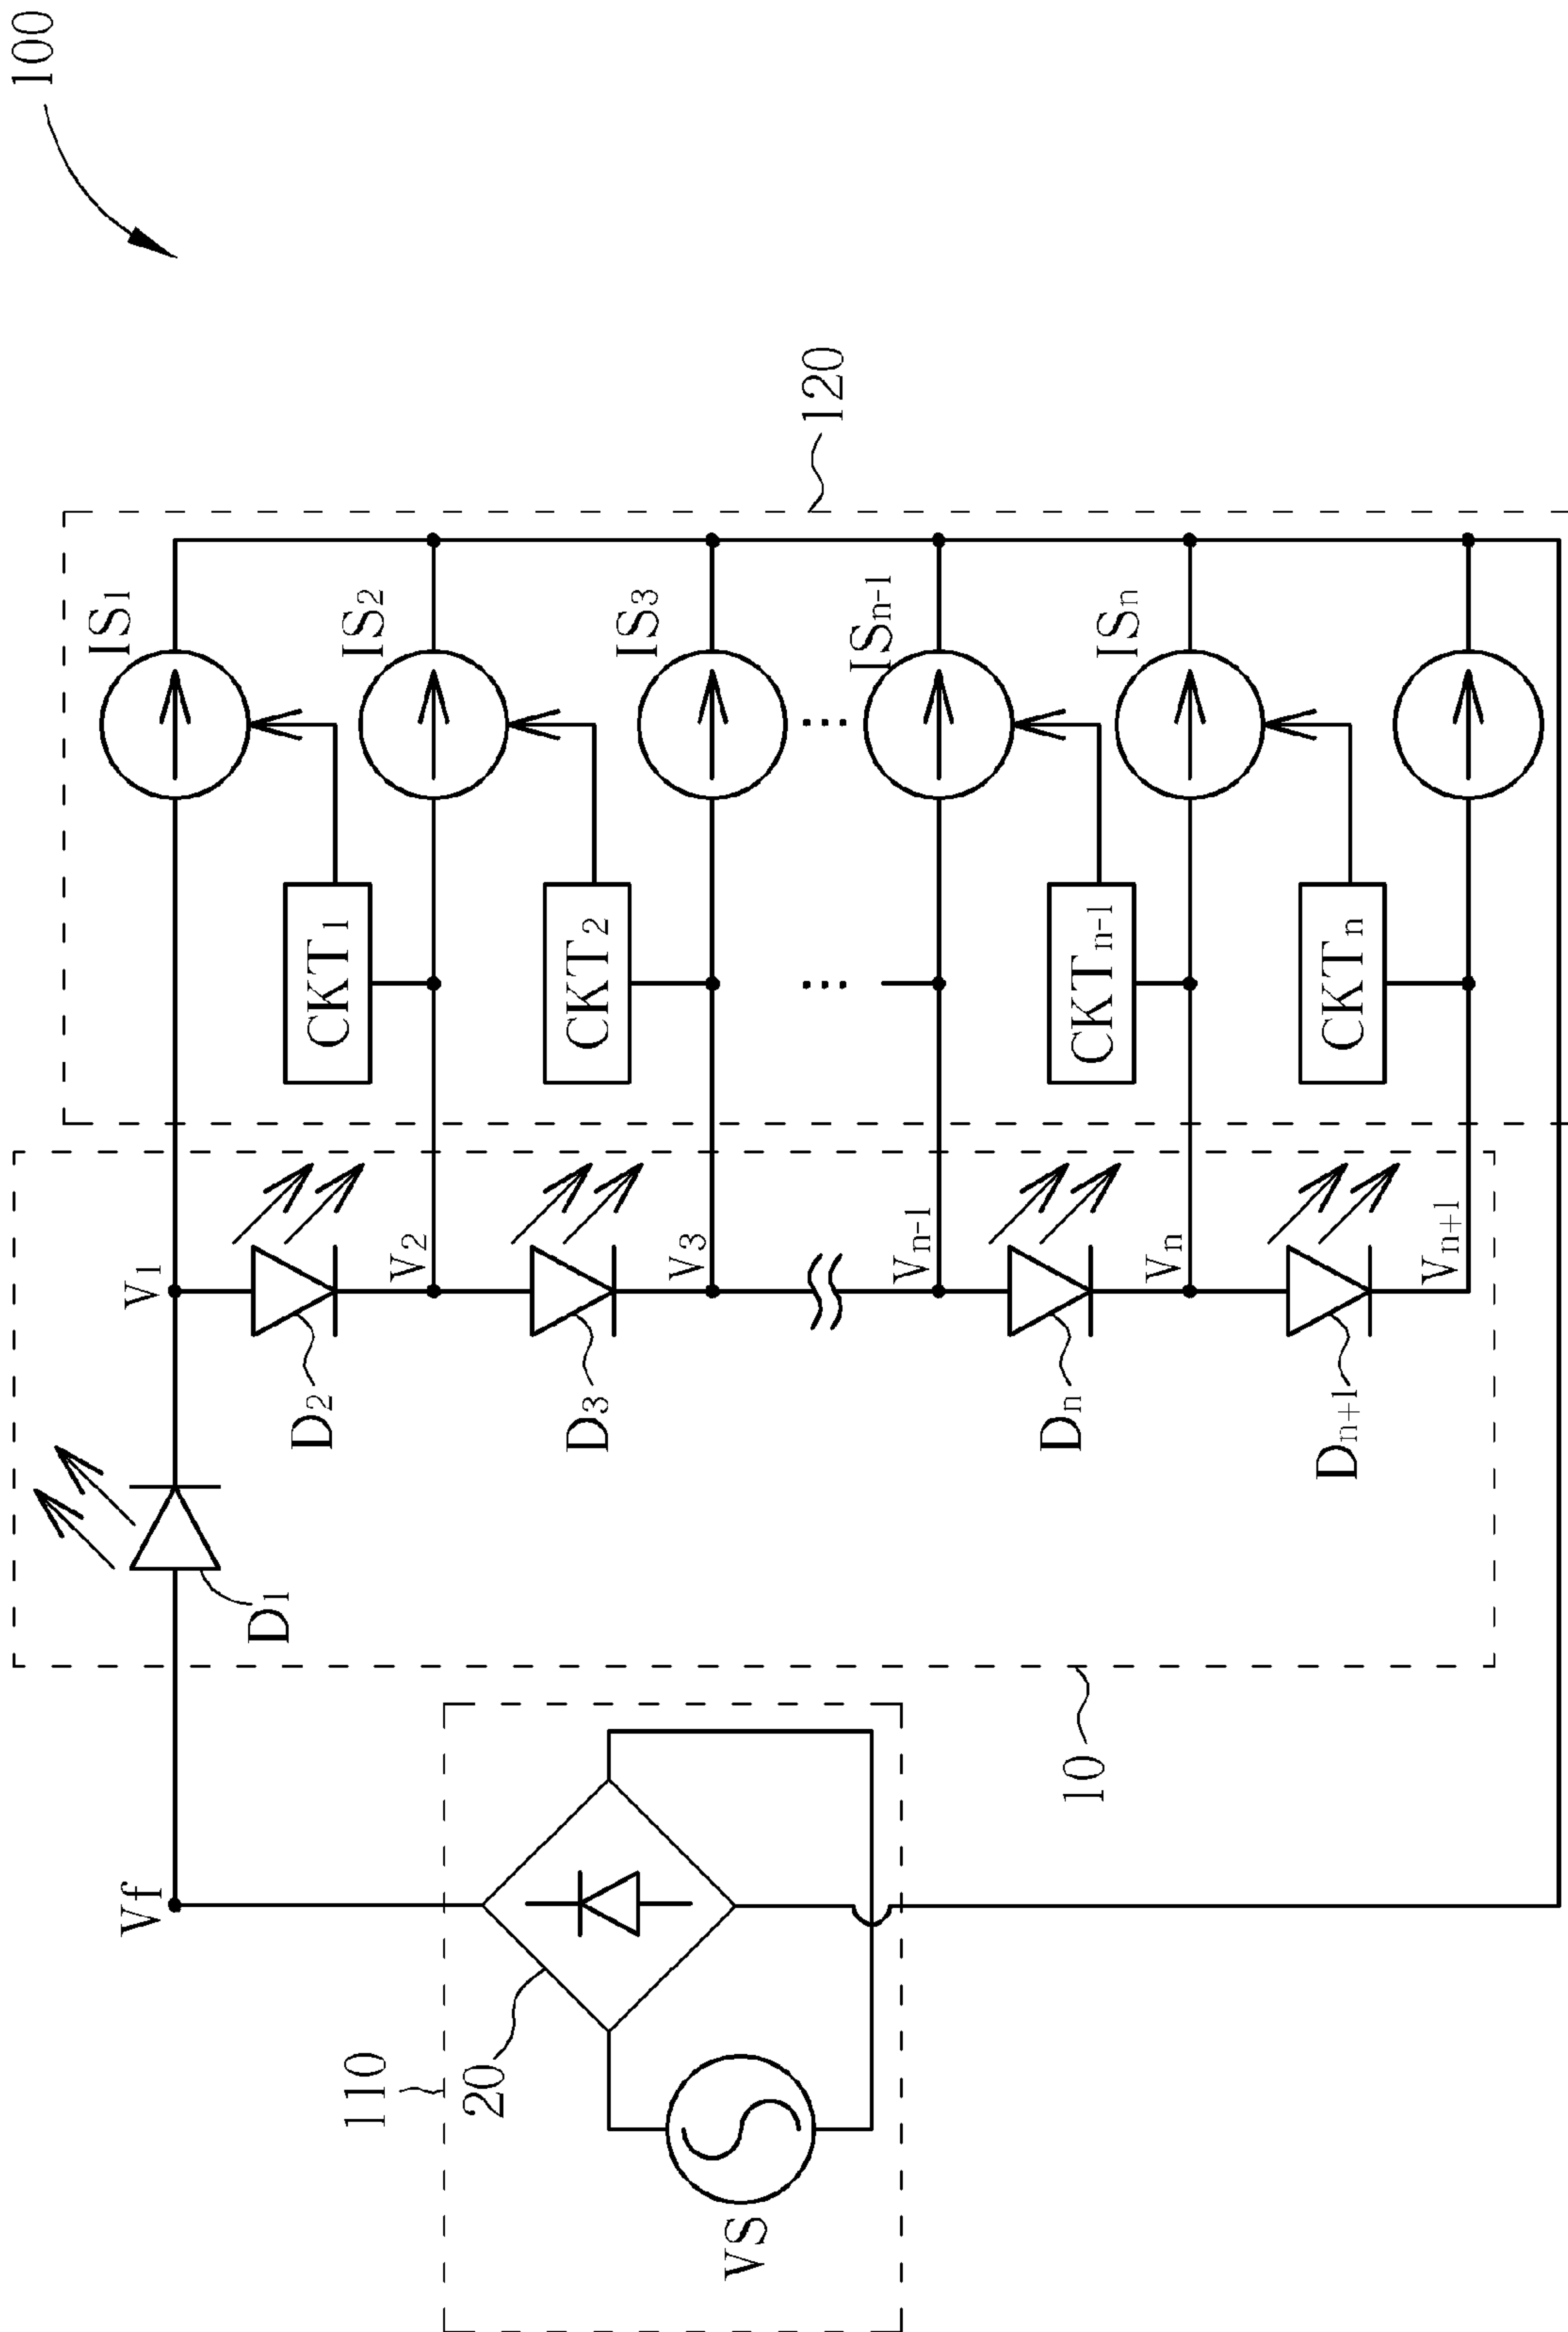 100
120
IS1
IS2
IS3
ISn-1
ISn
CKT1
CKT2
CKTn-1
CKTn
V1
V2
V3
Vn-1
Vn
Vn+1
D1
D2
D3
Dn
Dn+1
10
Vf
110
20
VS